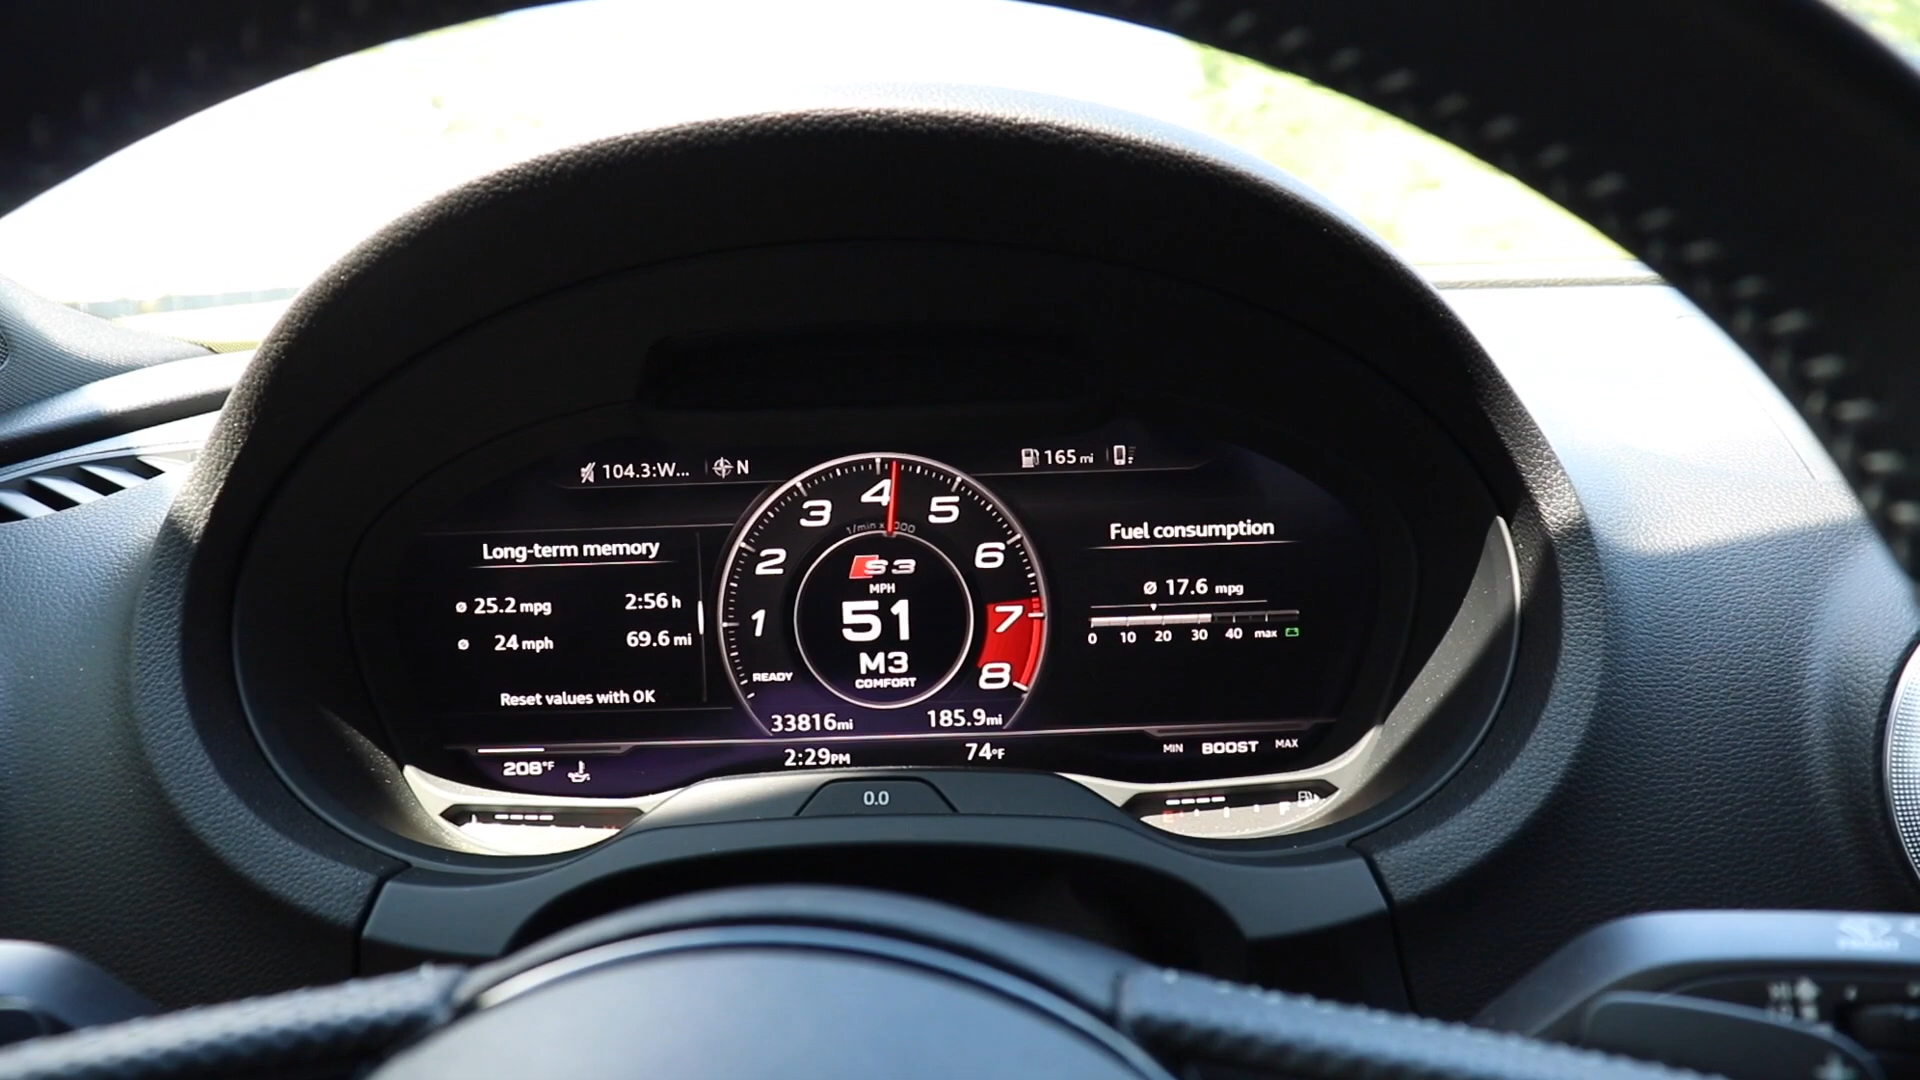 104.3:W...
N
165 mi
Long-term memory
ø 25.2 mpg
2:56 h
ø 24 mph
69.6 mi
Reset values with OK
1 2 3 4 5 6 7 8
S3
MPH
51
M3
COMFORT
READY
33816mi
185.9mi
Fuel consumption
ø 17.6 mpg
0 10 20 30 40 max
208°F
2:29PM
74°F
MIN BOOST MAX
0.0